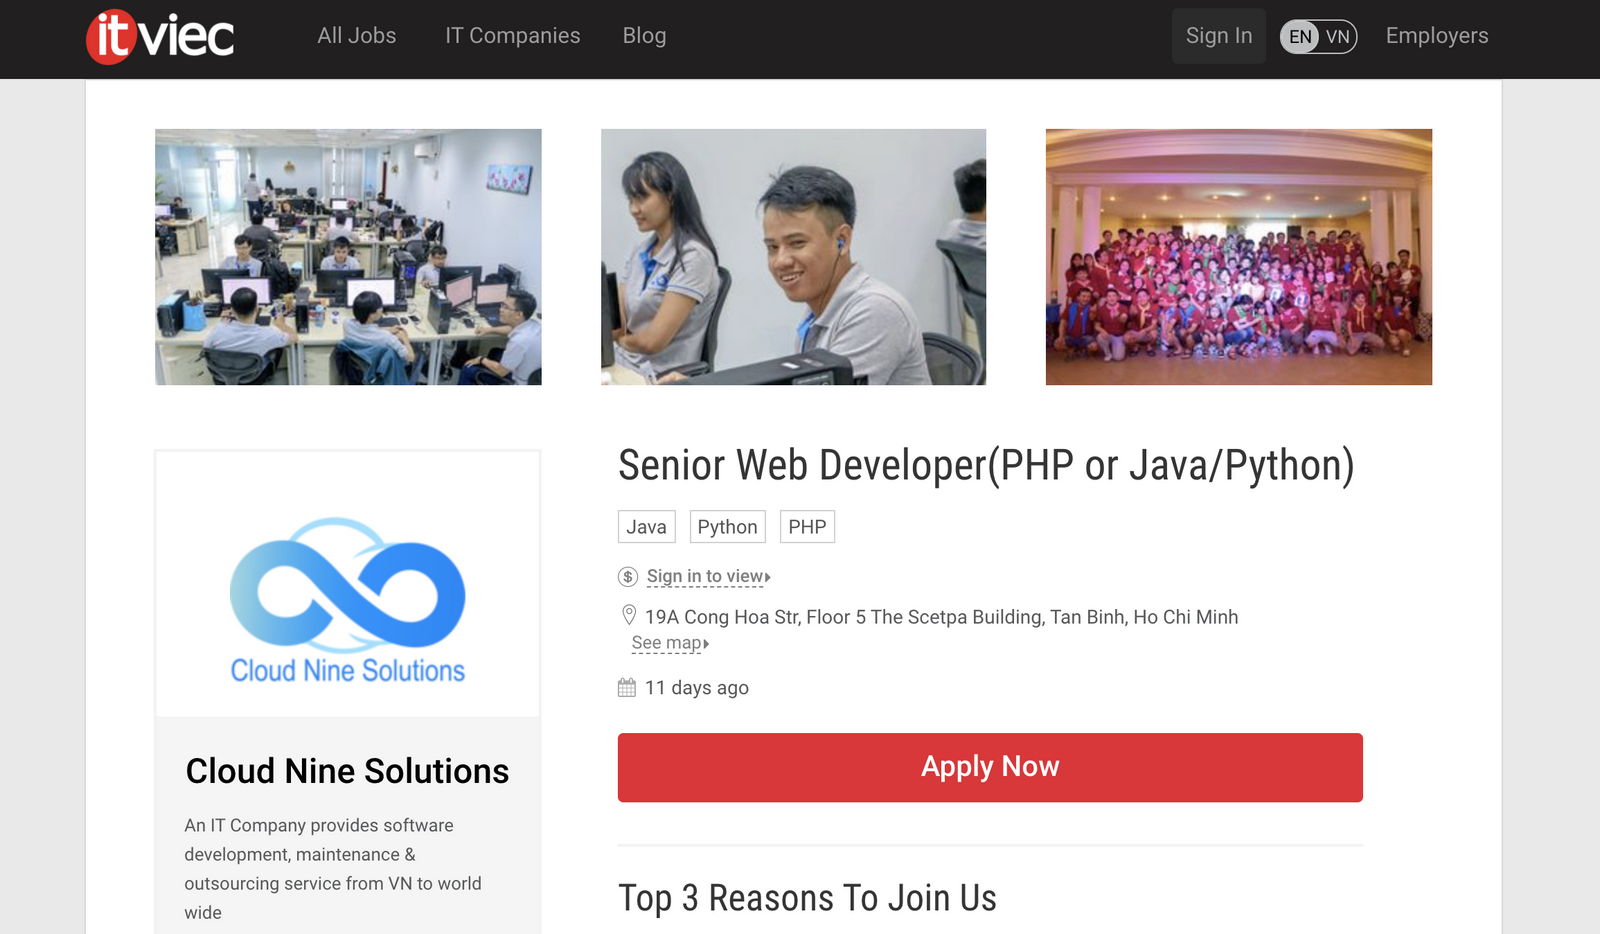 itviec
All Jobs
IT Companies
Blog
Sign In
EN VN
Employers
Cloud Nine Solutions
Cloud Nine Solutions
An IT Company provides software
development, maintenance &
outsourcing service from VN to world
wide
Senior Web Developer(PHP or Java/Python)
Java
Python
PHP
$ Sign in to view
19A Cong Hoa Str, Floor 5 The Scetpa Building, Tan Binh, Ho Chi Minh
See map
11 days ago
Apply Now
Top 3 Reasons To Join Us